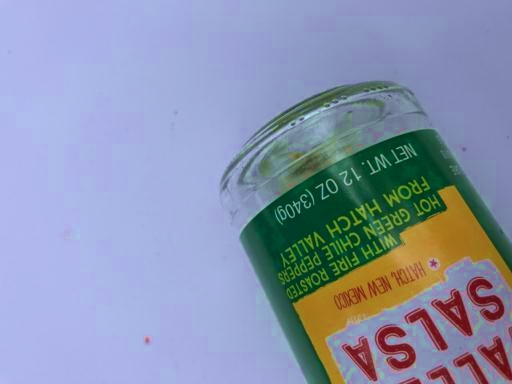 SALSA
HATCH, NEW MEXICO
WITH FIRE ROASTED
HOT GREEN CHILE PEPPERS
FROM HATCH VALLEY
NET WT. 12 OZ (340g)